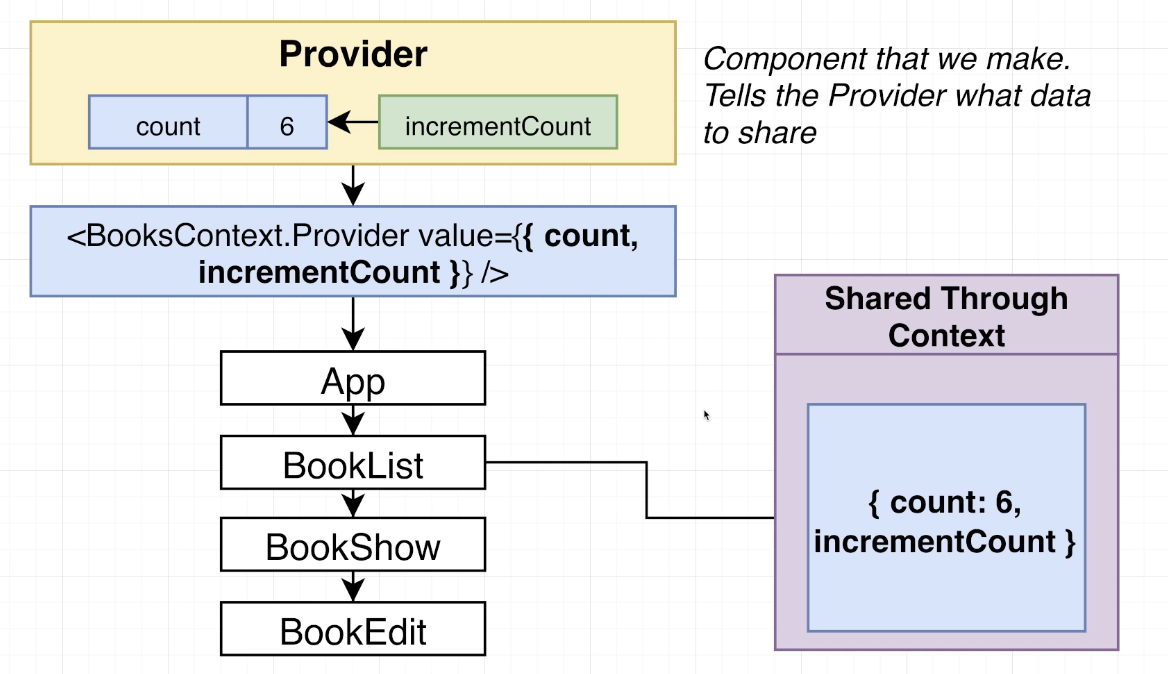 Provider
count
6
incrementCount
Component that we make.
Tells the Provider what data
to share
<BooksContext.Provider value={{ count,
incrementCount }} />
Shared Through
Context
App
BookList
BookShow
BookEdit
{ count: 6,
incrementCount }